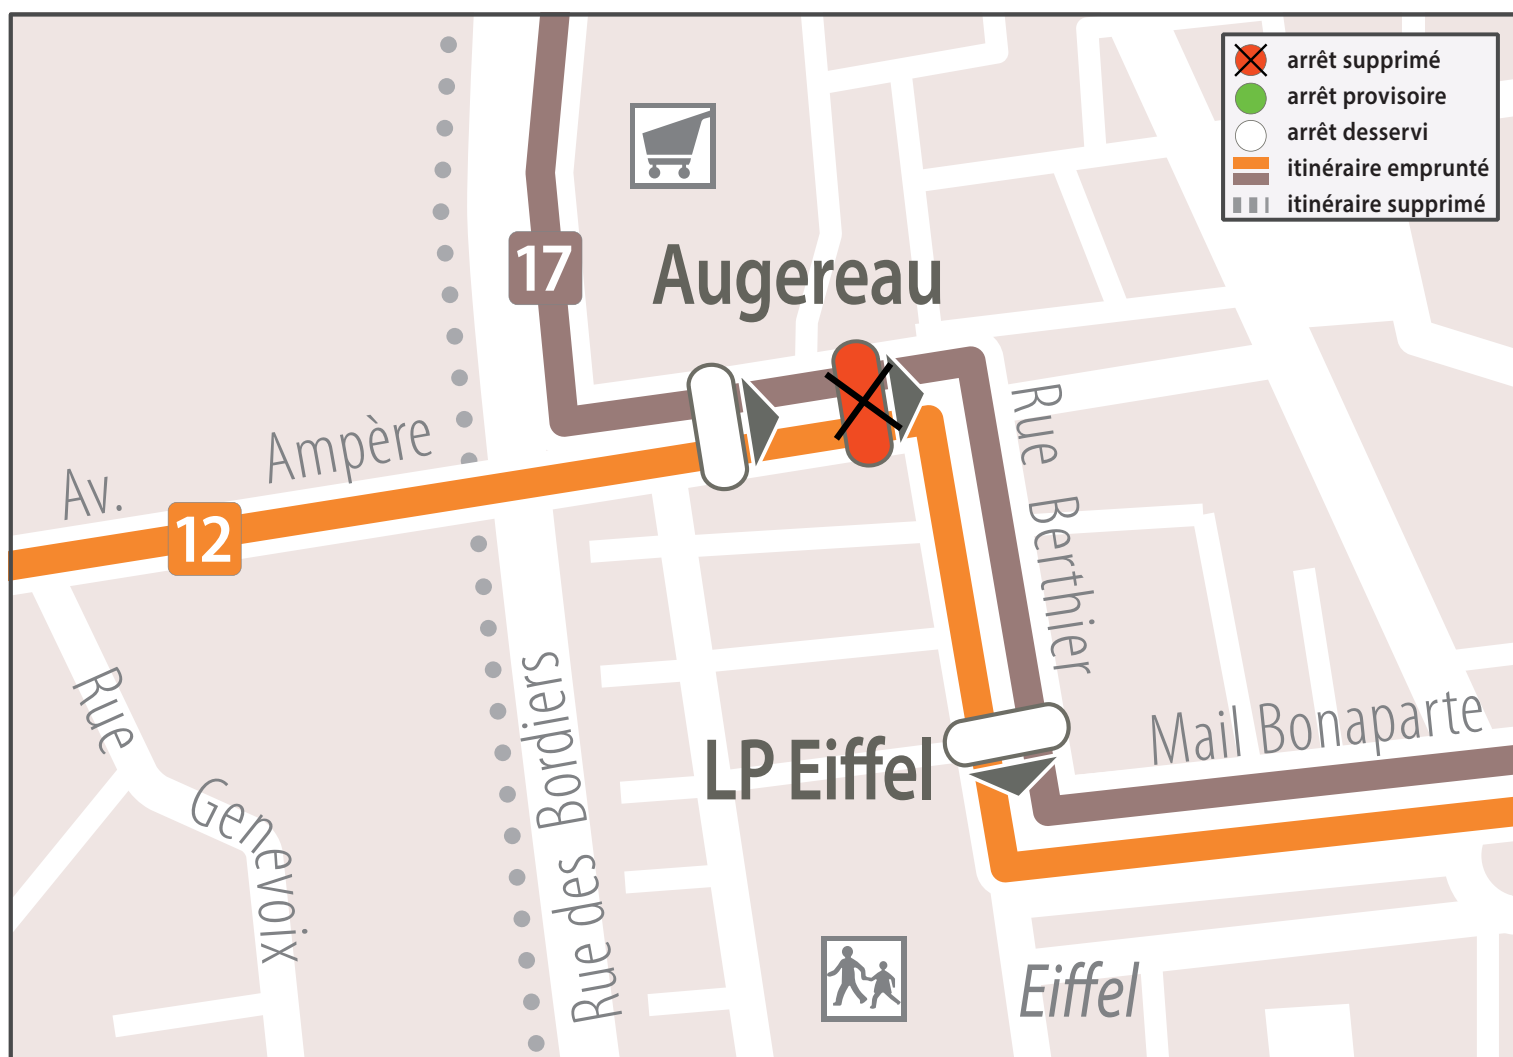 arrêt supprimé
arrêt provisoire
arrêt desservi
itinéraire emprunté
itinéraire supprimé
17
Augereau
Av. Ampère
12
Rue Berthier
Rue Genevoix
Rue des Bordiers
LP Eiffel
Mail Bonaparte
Eiffel